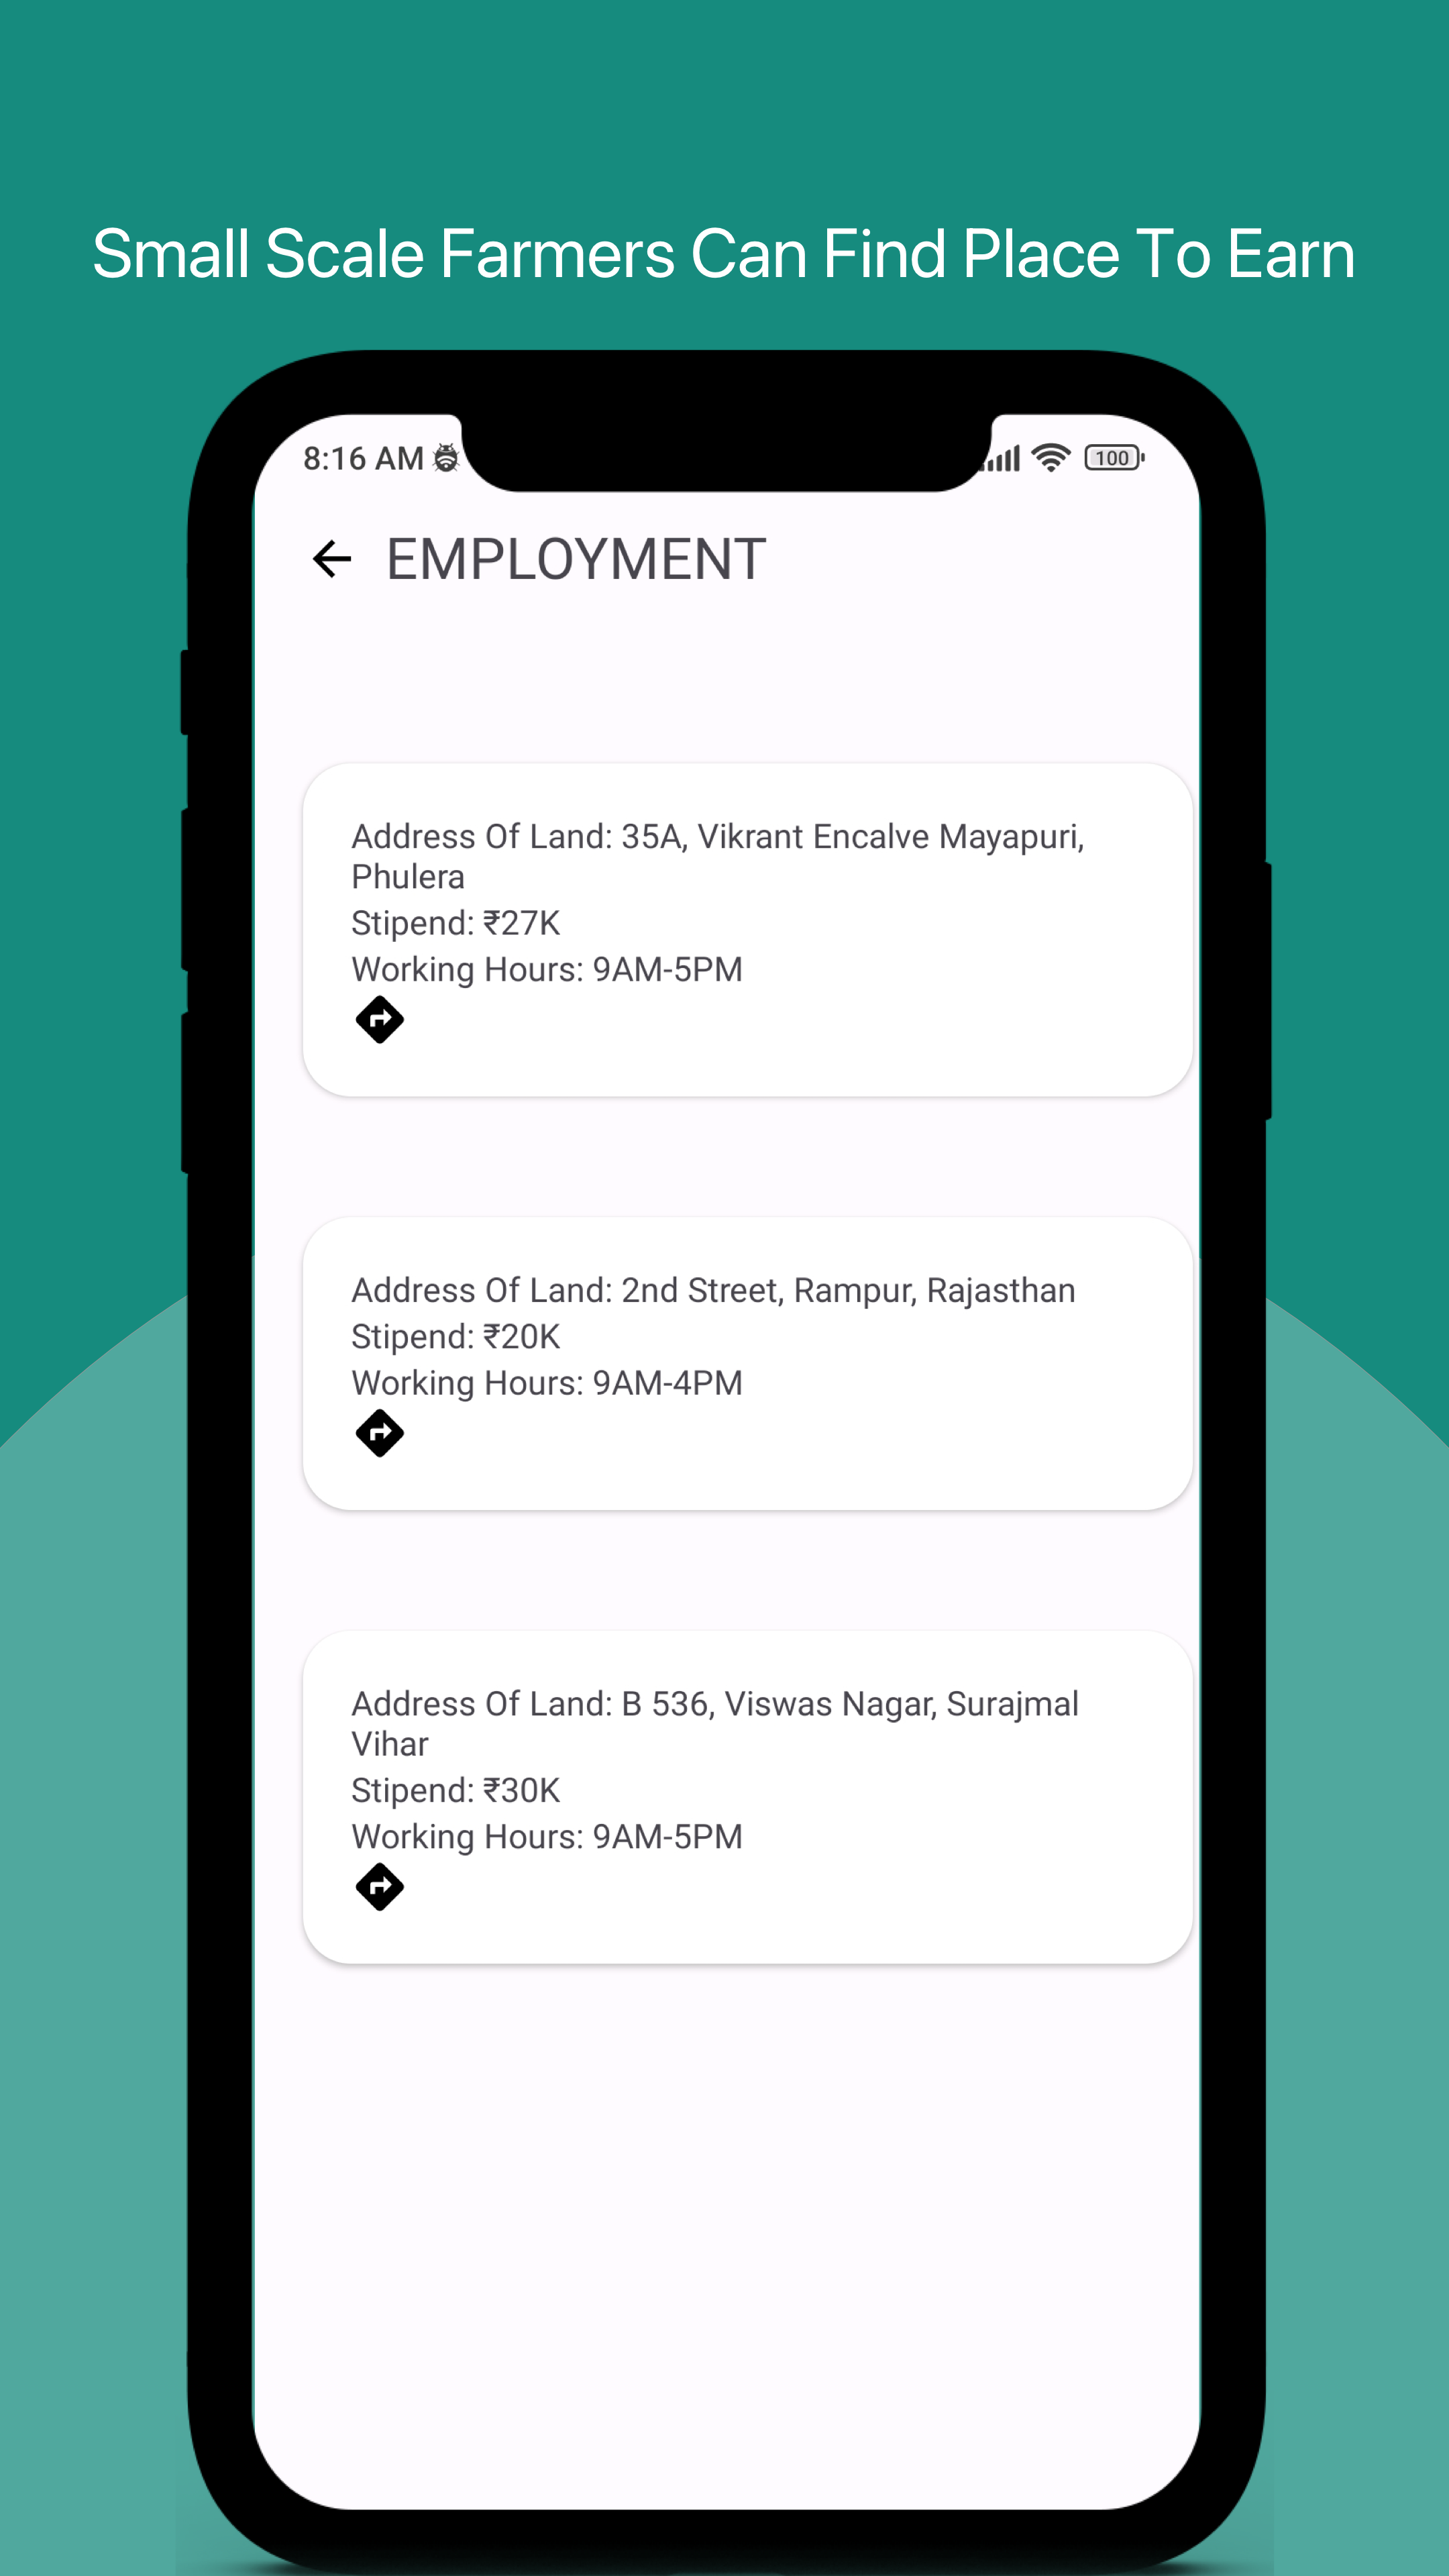 Small Scale Farmers Can Find Place To Earn
8:16 AM
100
EMPLOYMENT
Address Of Land: 35A, Vikrant Encalve Mayapuri,
Phulera
Stipend: ₹27K
Working Hours: 9AM-5PM
Address Of Land: 2nd Street, Rampur, Rajasthan
Stipend: ₹20K
Working Hours: 9AM-4PM
Address Of Land: B 536, Viswas Nagar, Surajmal
Vihar
Stipend: ₹30K
Working Hours: 9AM-5PM